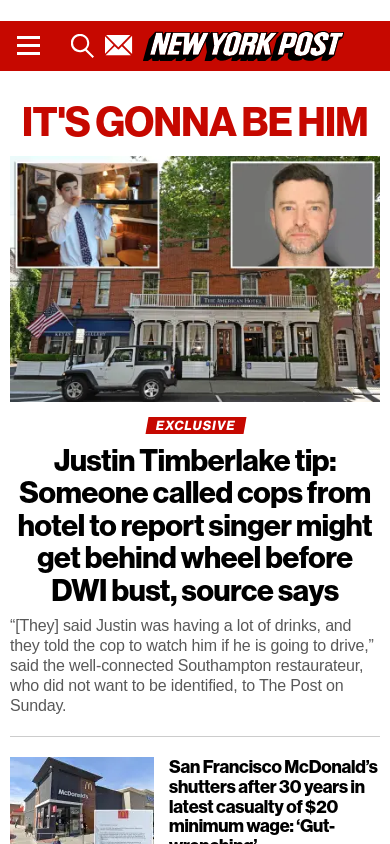 NEW YORK POST
IT'S GONNA BE HIM
THE AMERICAN HOTEL
EXCLUSIVE
Justin Timberlake tip:
Someone called cops from
hotel to report singer might
get behind wheel before
DWI bust, source says
“[They] said Justin was having a lot of drinks, and
they told the cop to watch him if he is going to drive,”
said the well-connected Southampton restaurateur,
who did not want to be identified, to The Post on
Sunday.
McDonald's
San Francisco McDonald’s
shutters after 30 years in
latest casualty of $20
minimum wage: ‘Gut-
wrenching’